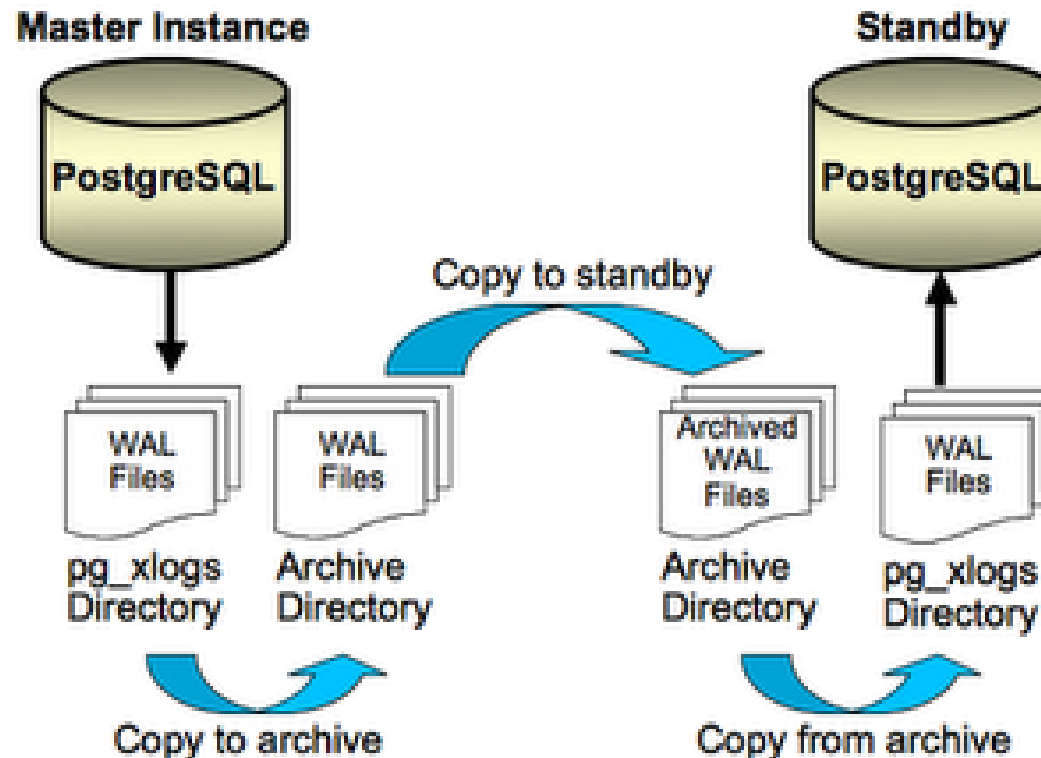 Master Instance
Standby
PostgreSQL
PostgreSQL
Copy to standby
WAL
Files
WAL
Files
Archived
WAL
Files
WAL
Files
pg_xlogs
Directory
Archive
Directory
Archive
Directory
pg_xlogs
Directory
Copy to archive
Copy from archive